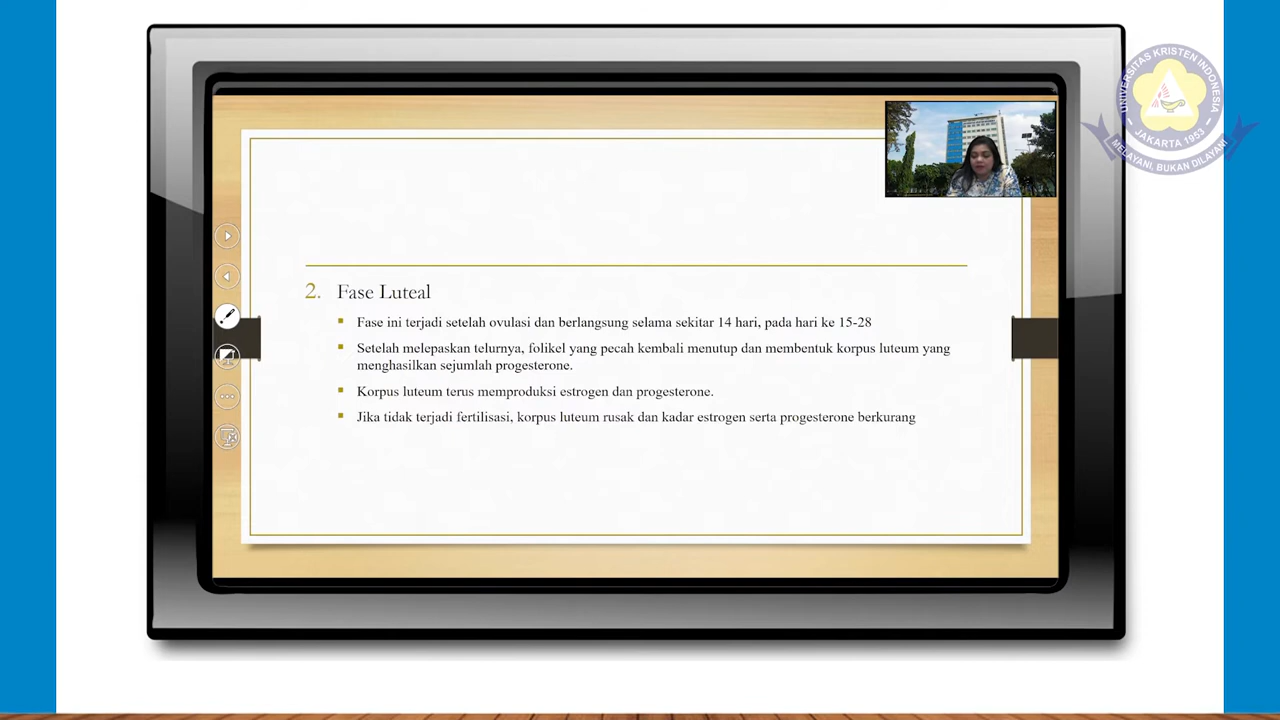 UNIVERSITAS KRISTEN INDONESIA
JAKARTA 1953
MELAYANI, BUKAN DILAYANI
2. Fase Luteal
▪ Fase ini terjadi setelah ovulasi dan berlangsung selama sekitar 14 hari, pada hari ke 15-28
▪ Setelah melepaskan telurnya, folikel yang pecah kembali menutup dan membentuk korpus luteum yang
menghasilkan sejumlah progesterone.
▪ Korpus luteum terus memproduksi estrogen dan progesterone.
▪ Jika tidak terjadi fertilisasi, korpus luteum rusak dan kadar estrogen serta progesterone berkurang